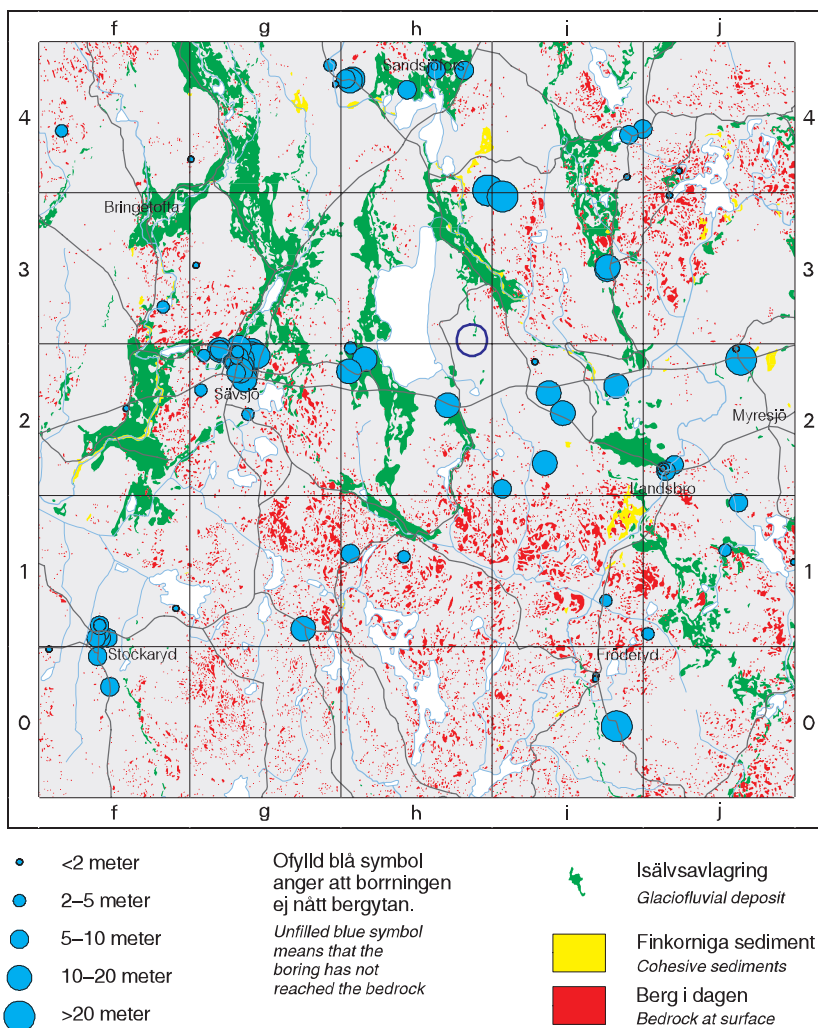 f g h i j
4 Sandsjöfors 4
Bringetofta
3 3
2 Sävsjö Myresjö 2
Landsbro
1 1
Stockaryd Fröderyd
0 0
f g h i j
<2 meter
2–5 meter
5–10 meter
10–20 meter
>20 meter
Ofylld blå symbol
anger att borrningen
ej nått bergytan.
Unfilled blue symbol
means that the
boring has not
reached the bedrock
Isälvsavlagring
Glaciofluvial deposit
Finkorniga sediment
Cohesive sediments
Berg i dagen
Bedrock at surface